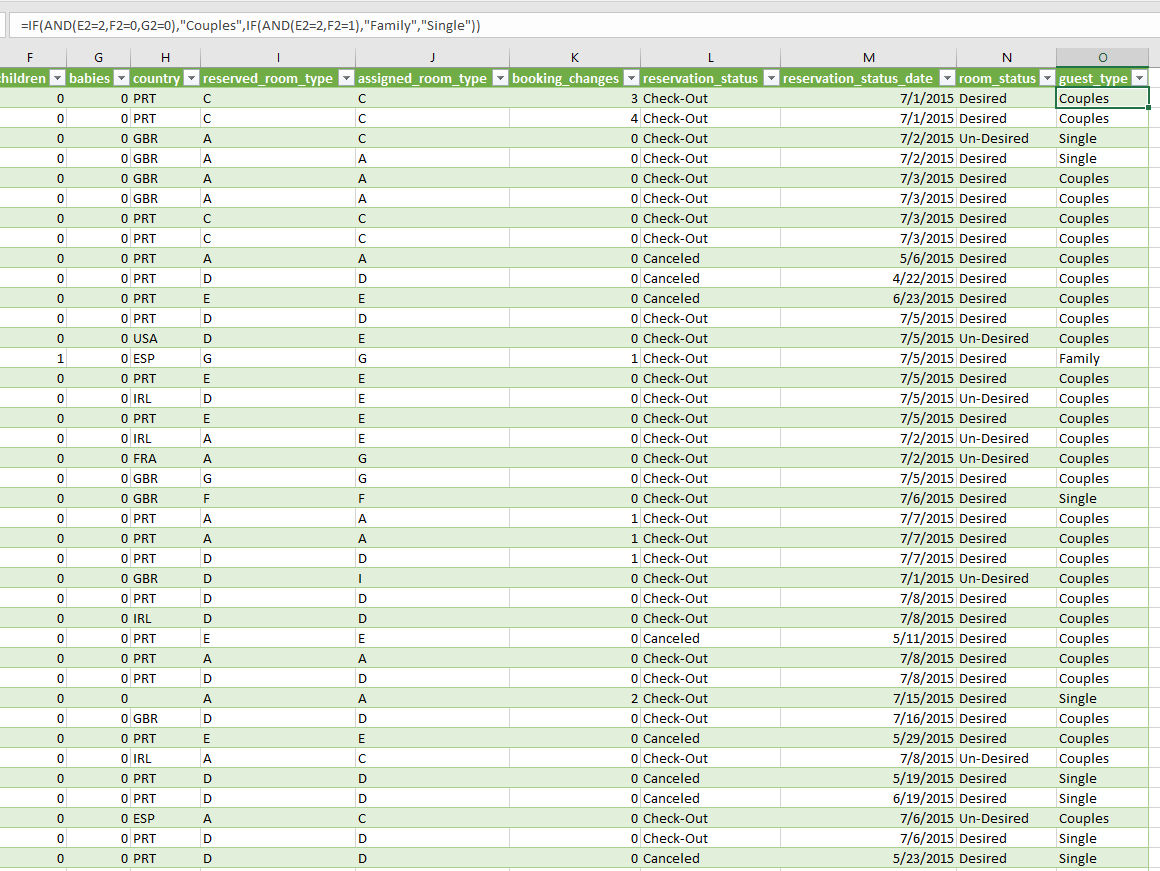 =IF(AND(E2=2,F2=0,G2=0),"Couples",IF(AND(E2=2,F2=1),"Family","Single"))
F G H I J K L M N O
children babies country reserved_room_type assigned_room_type booking_changes reservation_status reservation_status_date room_status guest_type
0 0 PRT C C 3 Check-Out 7/1/2015 Desired Couples
0 0 PRT C C 4 Check-Out 7/1/2015 Desired Couples
0 0 GBR A C 0 Check-Out 7/2/2015 Un-Desired Single
0 0 GBR A A 0 Check-Out 7/2/2015 Desired Single
0 0 GBR A A 0 Check-Out 7/3/2015 Desired Couples
0 0 GBR A A 0 Check-Out 7/3/2015 Desired Couples
0 0 PRT C C 0 Check-Out 7/3/2015 Desired Couples
0 0 PRT C C 0 Check-Out 7/3/2015 Desired Couples
0 0 PRT A A 0 Canceled 5/6/2015 Desired Couples
0 0 PRT D D 0 Canceled 4/22/2015 Desired Couples
0 0 PRT E E 0 Canceled 6/23/2015 Desired Couples
0 0 PRT D D 0 Check-Out 7/5/2015 Desired Couples
0 0 USA D E 0 Check-Out 7/5/2015 Un-Desired Couples
1 0 ESP G G 1 Check-Out 7/5/2015 Desired Family
0 0 PRT E E 0 Check-Out 7/5/2015 Desired Couples
0 0 IRL D E 0 Check-Out 7/5/2015 Un-Desired Couples
0 0 PRT E E 0 Check-Out 7/5/2015 Desired Couples
0 0 IRL A E 0 Check-Out 7/2/2015 Un-Desired Couples
0 0 FRA A G 0 Check-Out 7/2/2015 Un-Desired Couples
0 0 GBR G G 0 Check-Out 7/5/2015 Desired Couples
0 0 GBR F F 0 Check-Out 7/6/2015 Desired Single
0 0 PRT A A 1 Check-Out 7/7/2015 Desired Couples
0 0 PRT A A 1 Check-Out 7/7/2015 Desired Couples
0 0 PRT D D 1 Check-Out 7/7/2015 Desired Couples
0 0 GBR D I 0 Check-Out 7/1/2015 Un-Desired Couples
0 0 PRT D D 0 Check-Out 7/8/2015 Desired Couples
0 0 IRL D D 0 Check-Out 7/8/2015 Desired Couples
0 0 PRT E E 0 Canceled 5/11/2015 Desired Couples
0 0 PRT A A 0 Check-Out 7/8/2015 Desired Couples
0 0 PRT D D 0 Check-Out 7/8/2015 Desired Couples
0 0 A A 2 Check-Out 7/15/2015 Desired Single
0 0 GBR D D 0 Check-Out 7/16/2015 Desired Couples
0 0 PRT E E 0 Canceled 5/29/2015 Desired Couples
0 0 IRL A C 0 Check-Out 7/8/2015 Un-Desired Couples
0 0 PRT D D 0 Canceled 5/19/2015 Desired Single
0 0 PRT D D 0 Canceled 6/19/2015 Desired Single
0 0 ESP A C 0 Check-Out 7/6/2015 Un-Desired Couples
0 0 PRT D D 0 Check-Out 7/6/2015 Desired Single
0 0 PRT D D 0 Canceled 5/23/2015 Desired Single